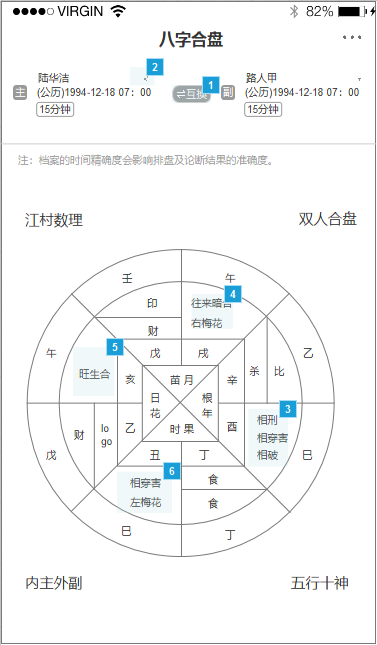 VIRGIN 82%
八字合盘
陆华洁 2
主 (公历)1994-12-18 07：00
15分钟
⇌互换 1
路人甲
副 (公历)1994-12-18 07：00
15分钟
注：档案的时间精确度会影响排盘及论断结果的准确度。
江村数理 双人合盘
壬 午
印 往来暗合 4
财 右梅花
午 5 戊 戌 乙
旺生合 亥 苗 月 辛 杀 比
日 根
花 年
财 lo
go 乙 时 果 酉 相刑 3
相穿害
相破
戊 丑 丁 巳
相穿害 6 食
左梅花 食
巳 丁
内主外副 五行十神